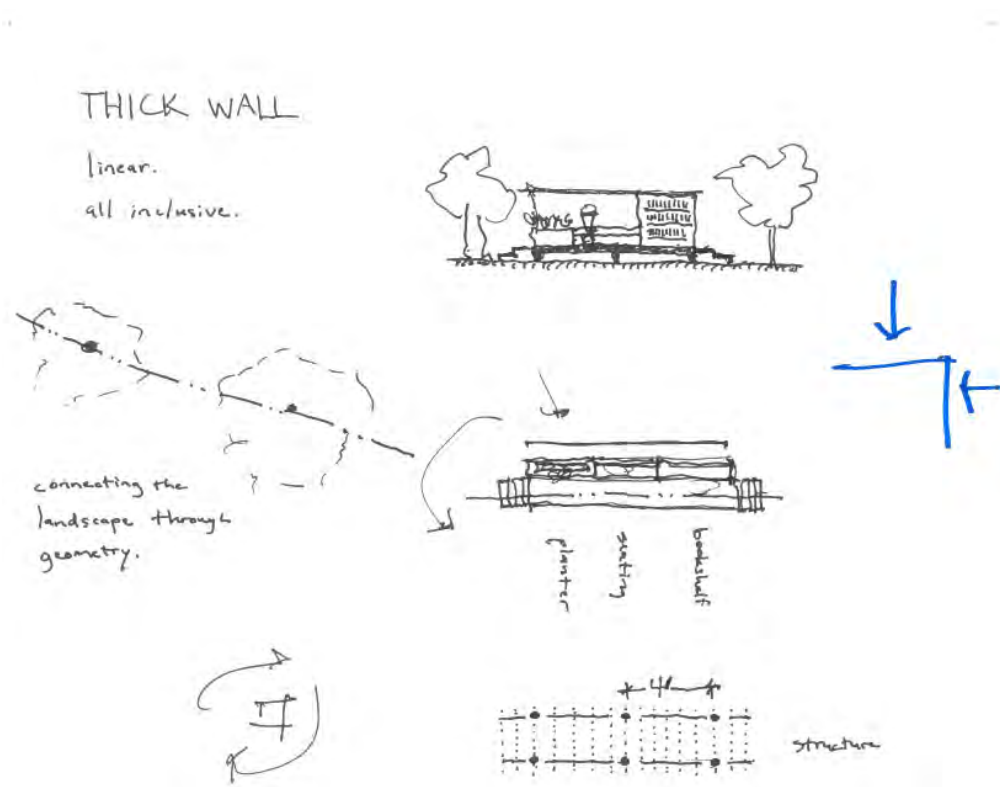 THICK WALL
linear.
all inclusive.
connecting the
landscape through
geometry.
planter
seating
bookshelf
4'
structure